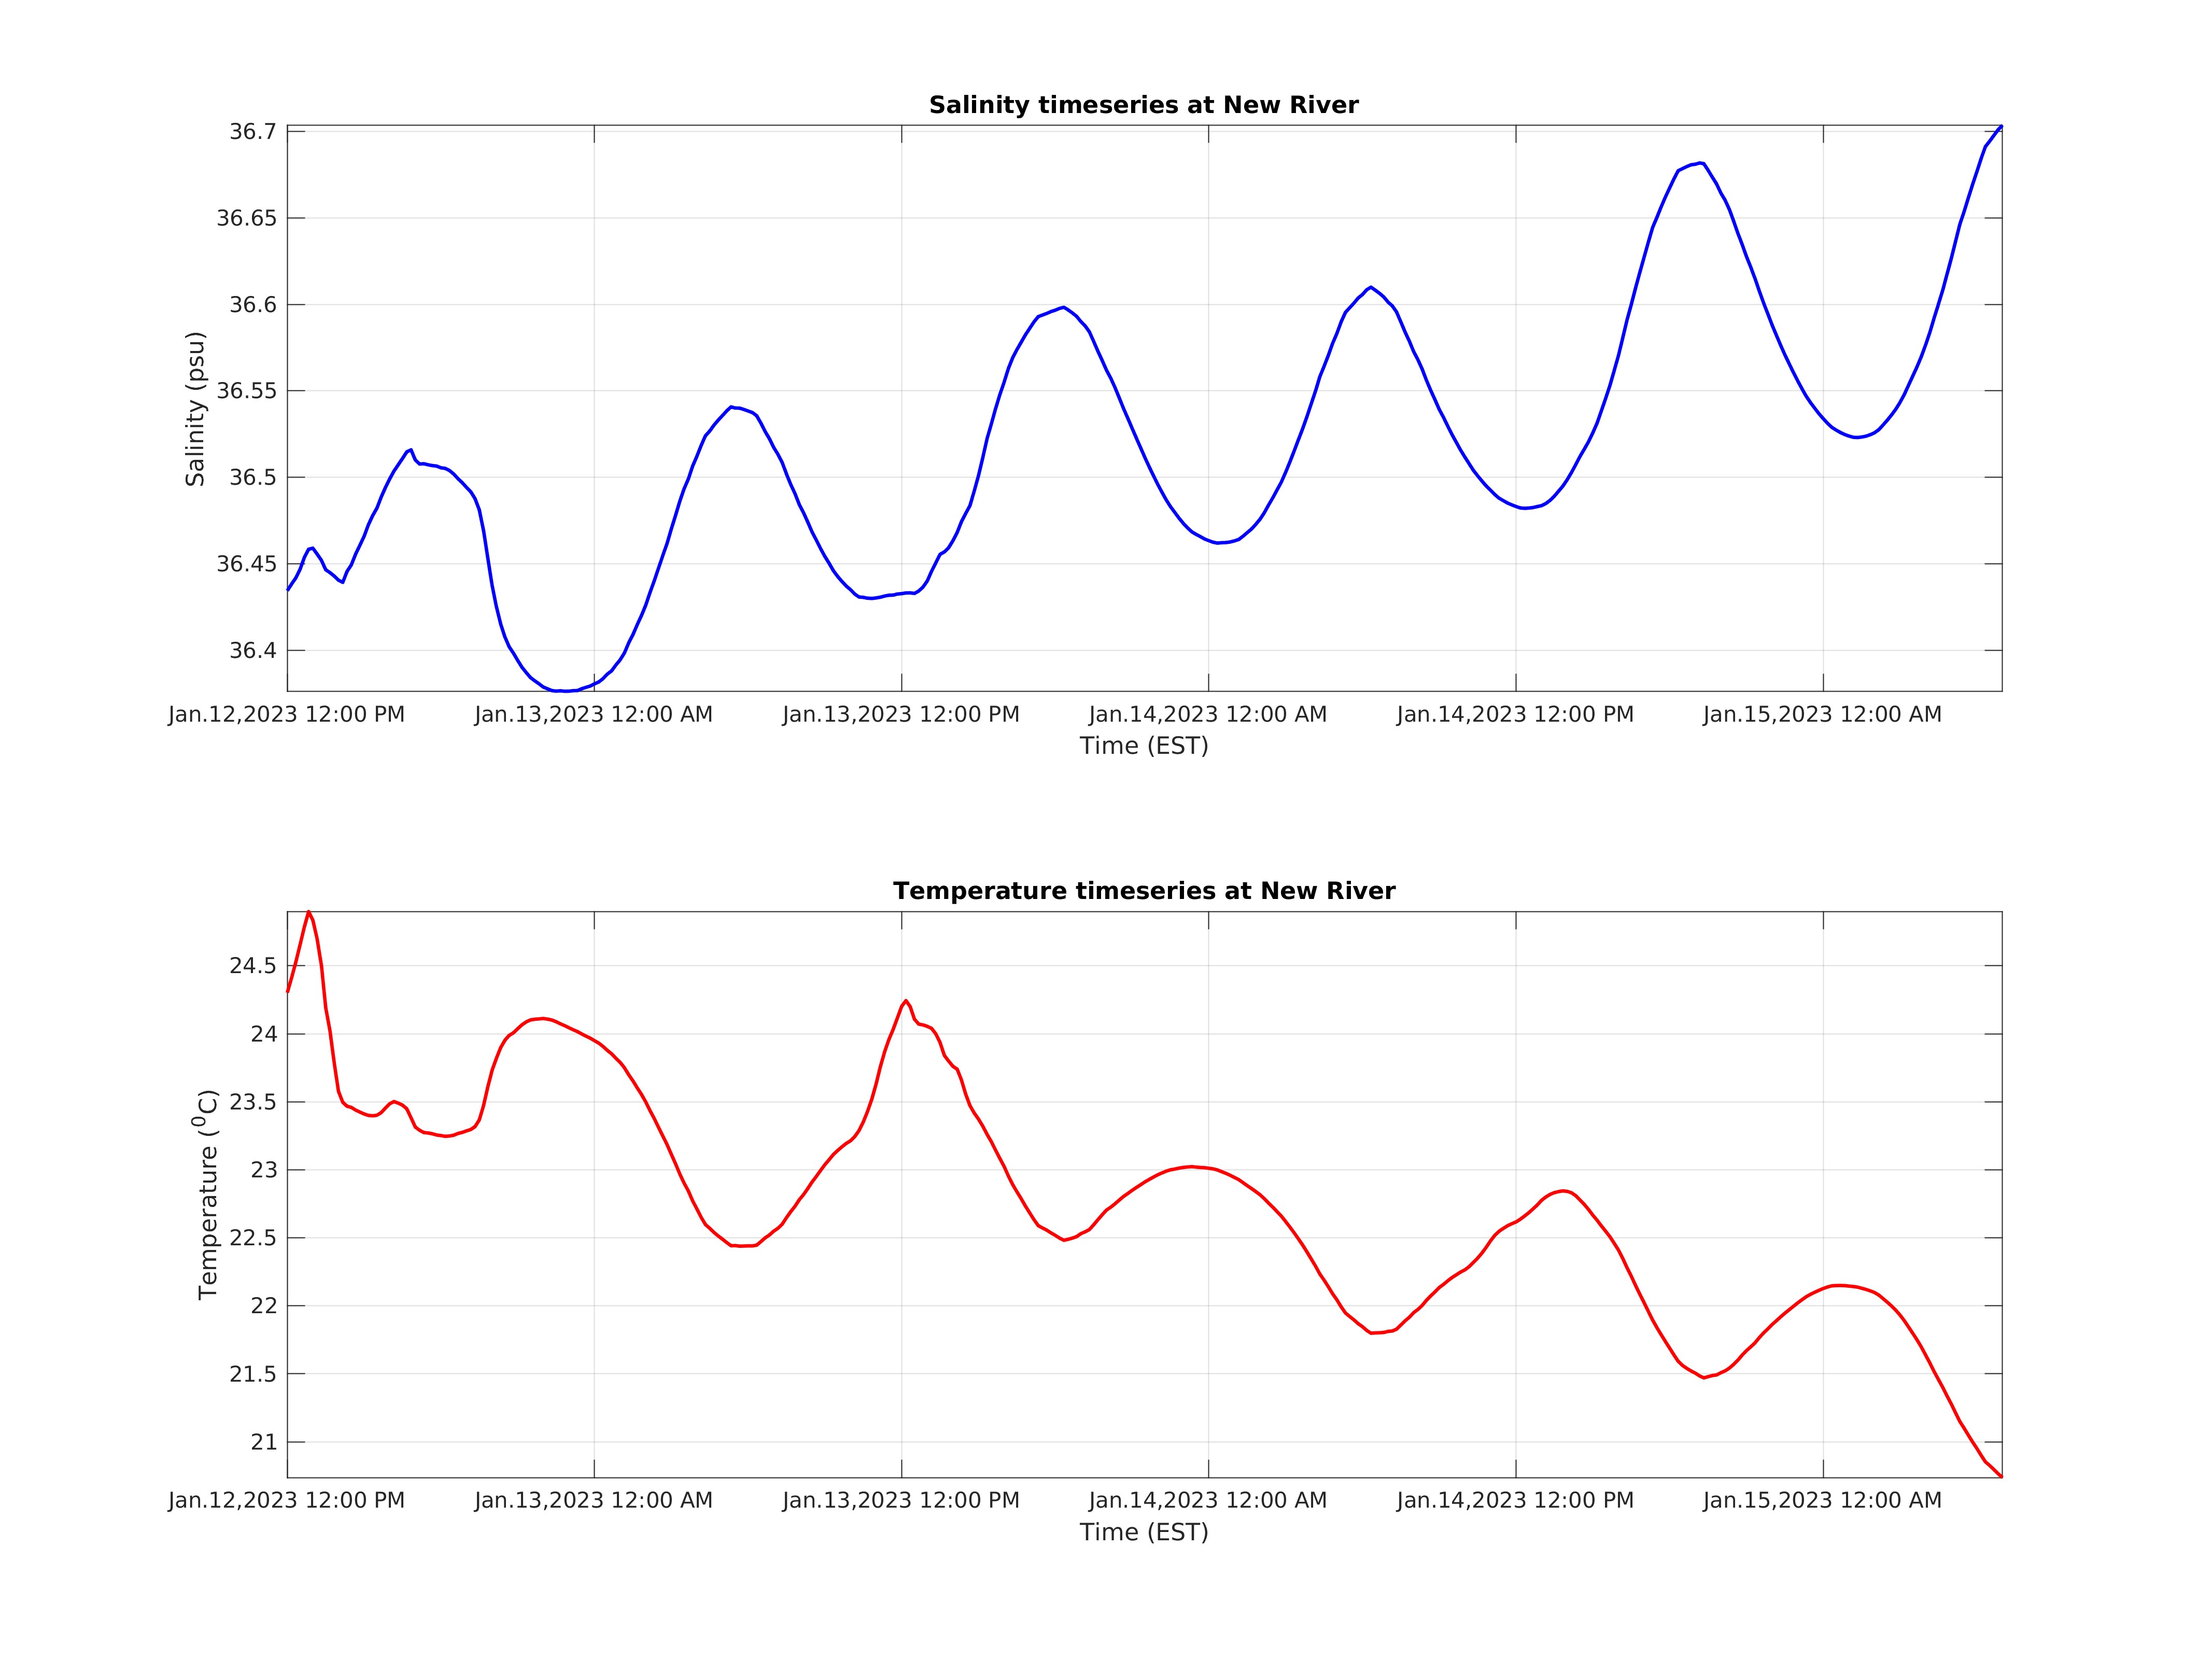 Salinity timeseries at New River
36.7
36.65
36.6
36.55
36.5
36.45
36.4
Salinity (psu)
Jan.12,2023 12:00 PM Jan.13,2023 12:00 AM Jan.13,2023 12:00 PM Jan.14,2023 12:00 AM Jan.14,2023 12:00 PM Jan.15,2023 12:00 AM
Time (EST)
Temperature timeseries at New River
24.5
24
23.5
23
22.5
22
21.5
21
Temperature (⁰C)
Jan.12,2023 12:00 PM Jan.13,2023 12:00 AM Jan.13,2023 12:00 PM Jan.14,2023 12:00 AM Jan.14,2023 12:00 PM Jan.15,2023 12:00 AM
Time (EST)